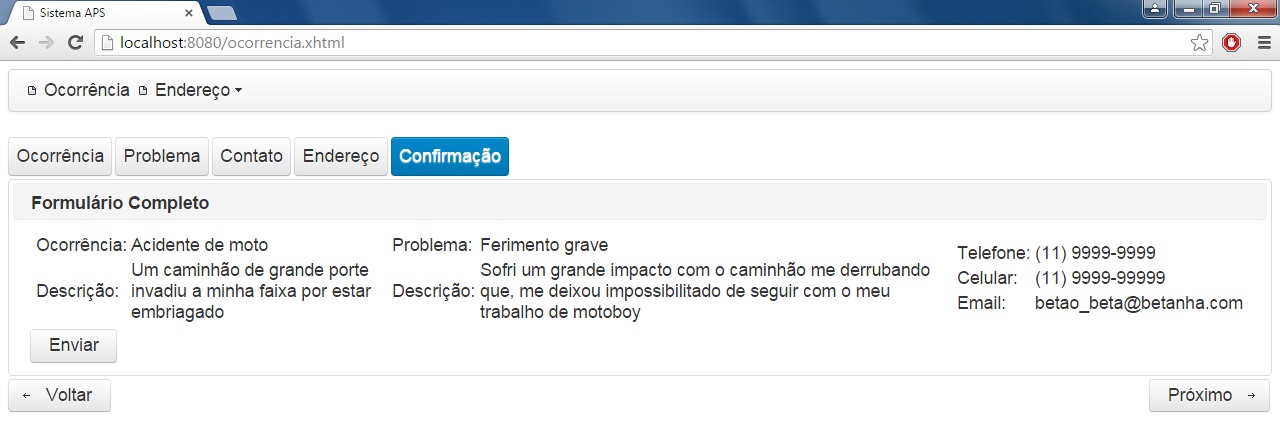 Sistema APS
localhost:8080/ocorrencia.xhtml
Ocorrência Endereço
Ocorrência Problema Contato Endereço Confirmação
Formulário Completo
Ocorrência: Acidente de moto
Descrição: Um caminhão de grande porte
invadiu a minha faixa por estar
embriagado
Problema: Ferimento grave
Descrição: Sofri um grande impacto com o caminhão me derrubando
que, me deixou impossibilitado de seguir com o meu
trabalho de motoboy
Telefone: (11) 9999-9999
Celular: (11) 9999-99999
Email: betao_beta@betanha.com
Enviar
Voltar Próximo